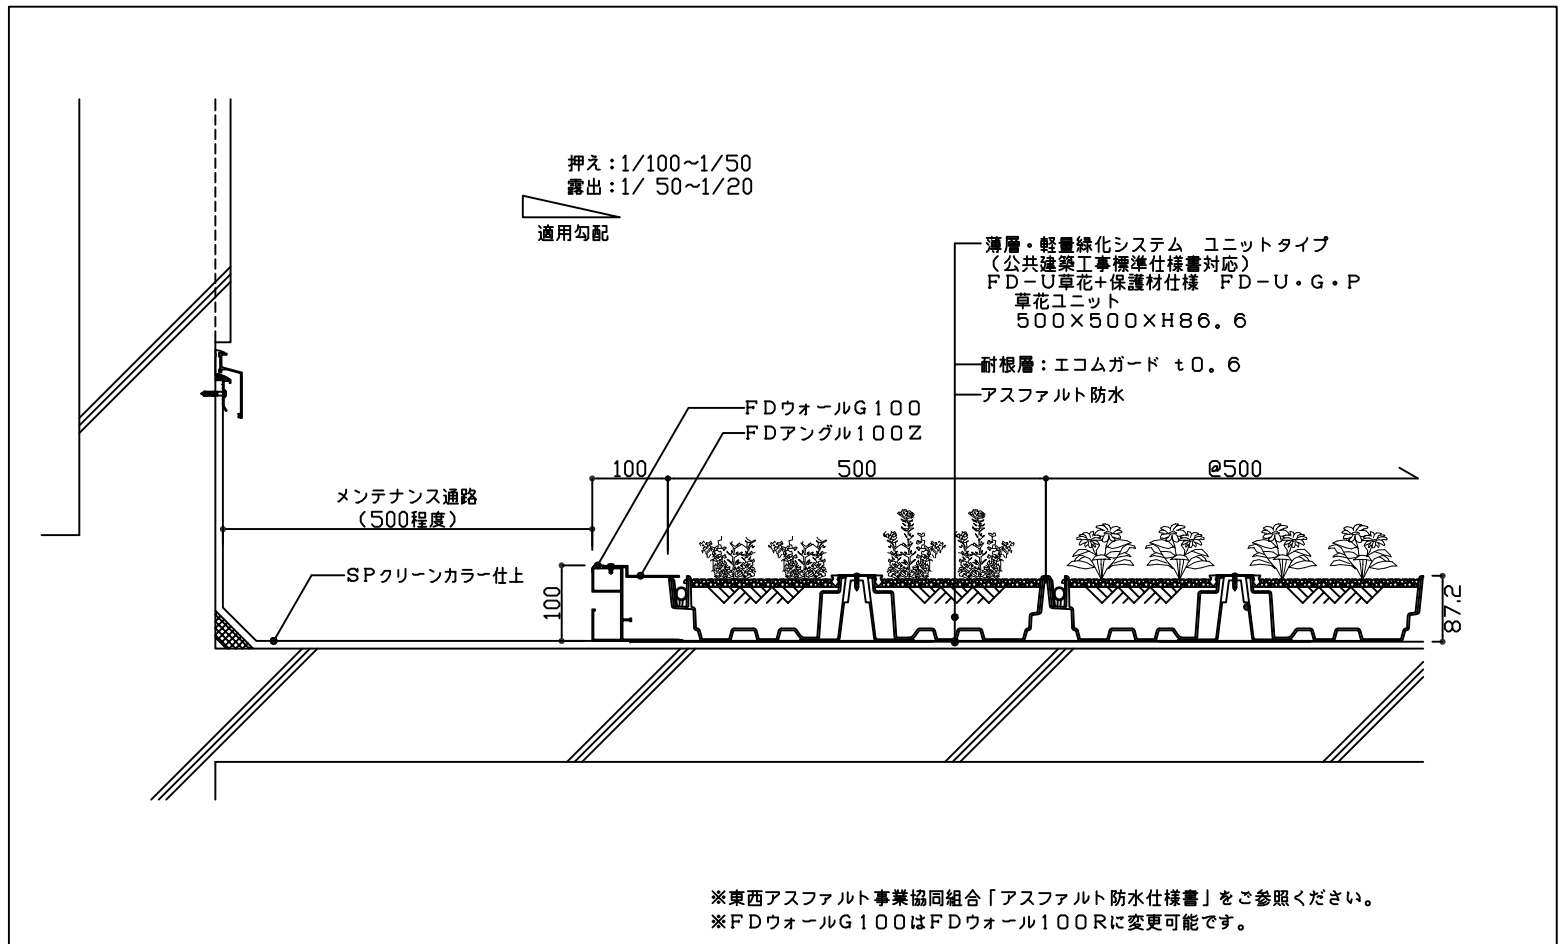 押え：1/100～1/50
露出：1/ 50～1/20
適用勾配
薄層・軽量緑化システム　ユニットタイプ
（公共建築工事標準仕様書対応）
ＦＤ－Ｕ草花+保護材仕様　ＦＤ－Ｕ・Ｇ・Ｐ
草花ユニット
５００×５００×Ｈ８６．６
耐根層：エコムガード　ｔ０．６
アスファルト防水
ＦＤウォールＧ１００
ＦＤアングル１００Ｚ
100
500
@500
メンテナンス通路
（500程度）
ＳＰクリーンカラー仕上
100
87.2
※東西アスファルト事業協同組合「アスファルト防水仕様書」をご参照ください。
※ＦＤウォールＧ１００はＦＤウォール１００Ｒに変更可能です。